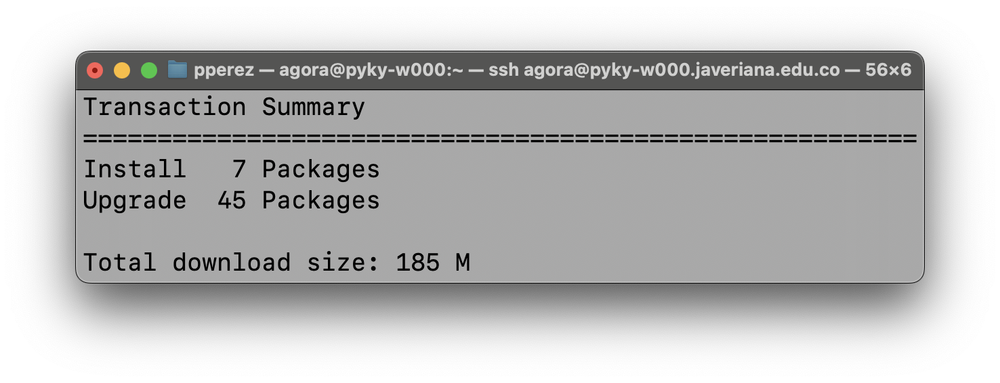 pperez — agora@pyky-w000:~ — ssh agora@pyky-w000.javeriana.edu.co — 56×6
Transaction Summary
========================================================
Install   7 Packages
Upgrade  45 Packages
Total download size: 185 M